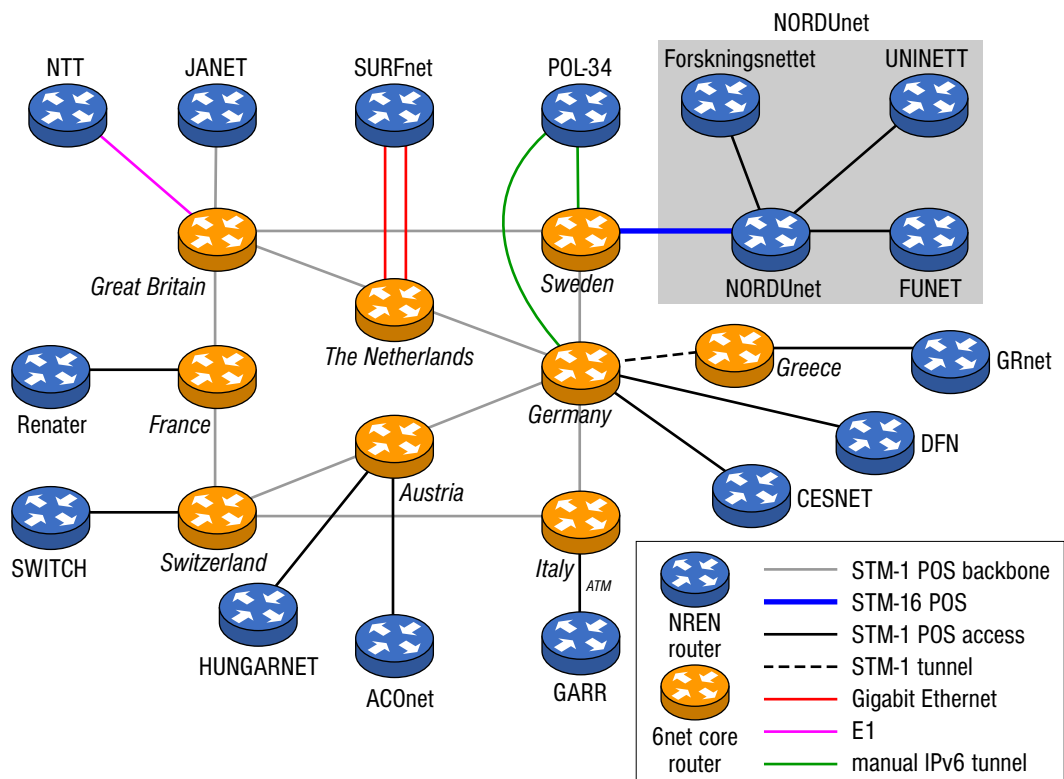 NORDUnet
NTT
JANET
SURFnet
POL-34
Forskningsnettet
UNINETT
Great Britain
Sweden
NORDUnet
FUNET
The Netherlands
Renater
France
Germany
Greece
GRnet
DFN
Austria
CESNET
SWITCH
Switzerland
Italy
ATM
HUNGARNET
ACOnet
GARR
NREN
router
6net core
router
STM-1 POS backbone
STM-16 POS
STM-1 POS access
STM-1 tunnel
Gigabit Ethernet
E1
manual IPv6 tunnel